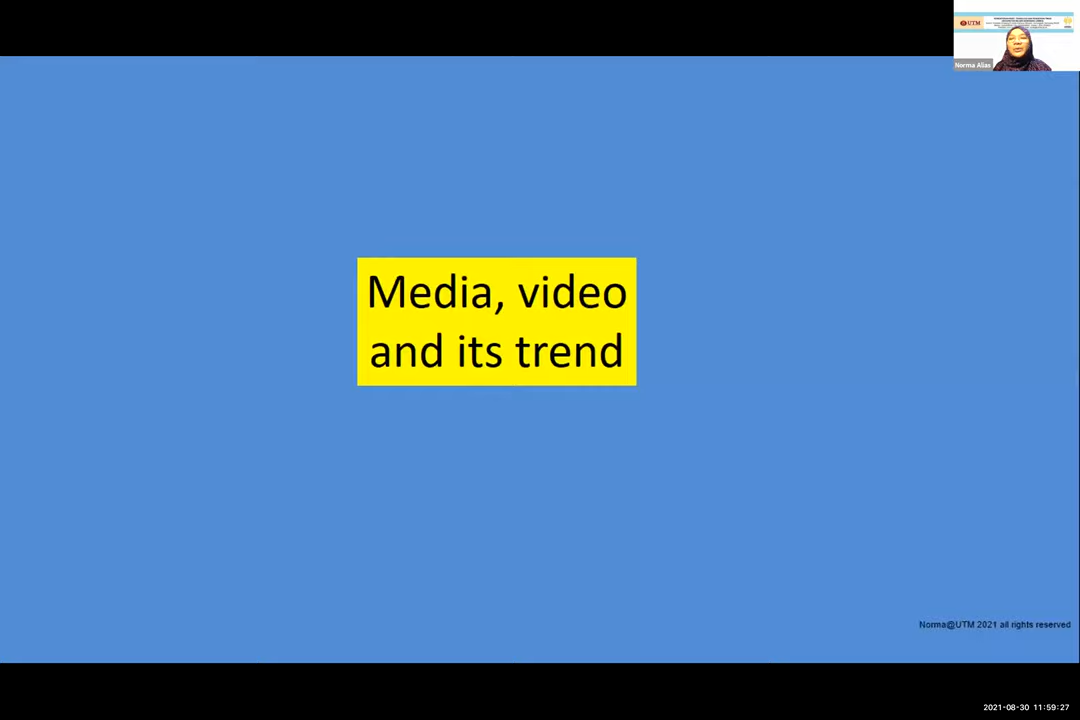 UTM
Norma Alias
Media, video
and its trend
Norma@UTM 2021 all rights reserved
2021-08-30 11:59:27